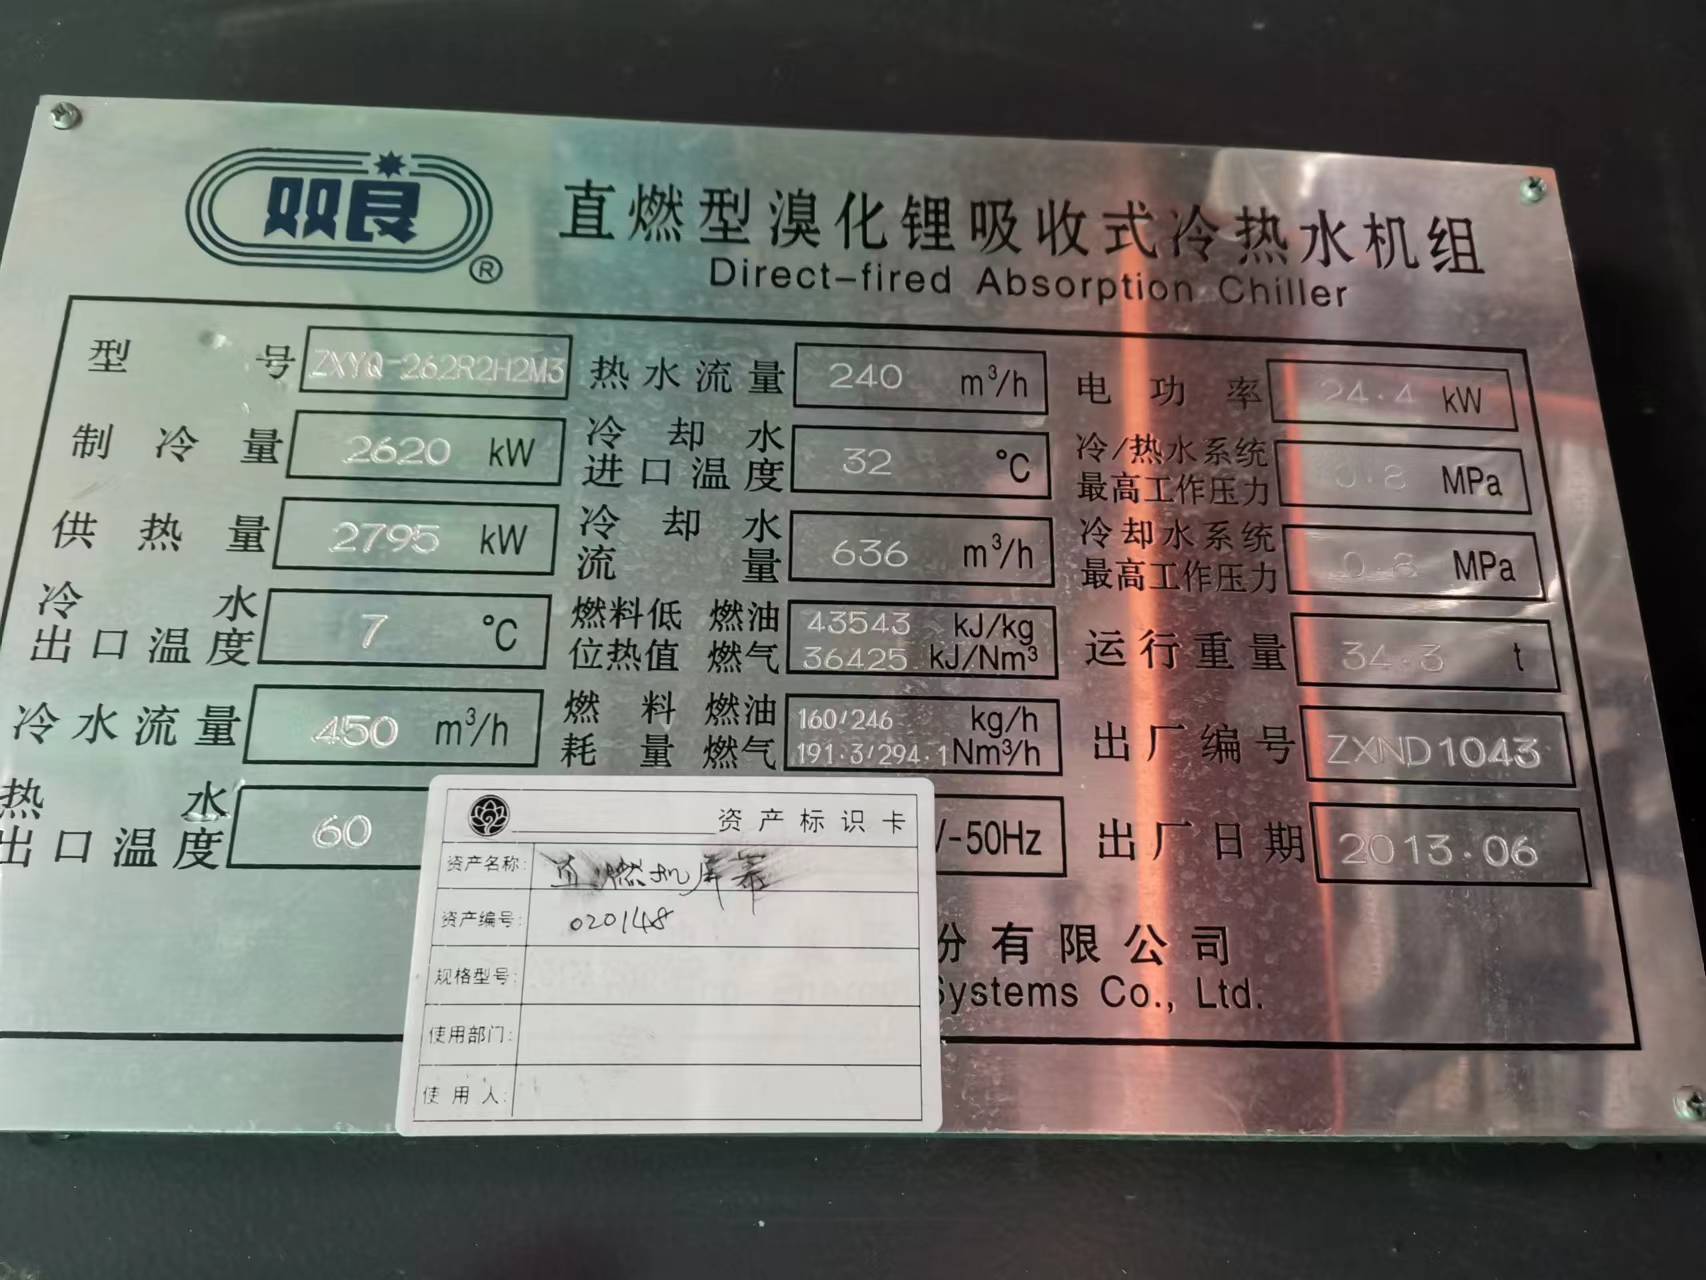 双良®
直燃型溴化锂吸收式冷热水机组
Direct-fired Absorption Chiller
型号 ZXYQ-262R2H2M3 热水流量 240 m³/h 电功率 24.4 kW
制冷量 2620 kW 冷却水进口温度 32 °C 冷/热水系统最高工作压力 0.8 MPa
供热量 2795 kW 冷却水流量 636 m³/h 冷却水系统最高工作压力 0.8 MPa
冷水出口温度 7 °C 燃料低位热值 燃油 43543 kJ/kg 燃气 36425 kJ/Nm³ 运行重量 34.3 t
冷水流量 450 m³/h 燃料耗量 燃油 160/246 kg/h 燃气 191.3/294.1 Nm³/h 出厂编号 ZXND1043
热水出口温度 60 /-50Hz 出厂日期 2013.06
份有限公司
Systems Co., Ltd.
资产标识卡
资产名称: 直燃机屏幕
资产编号: 020148
规格型号:
使用部门:
使用人: